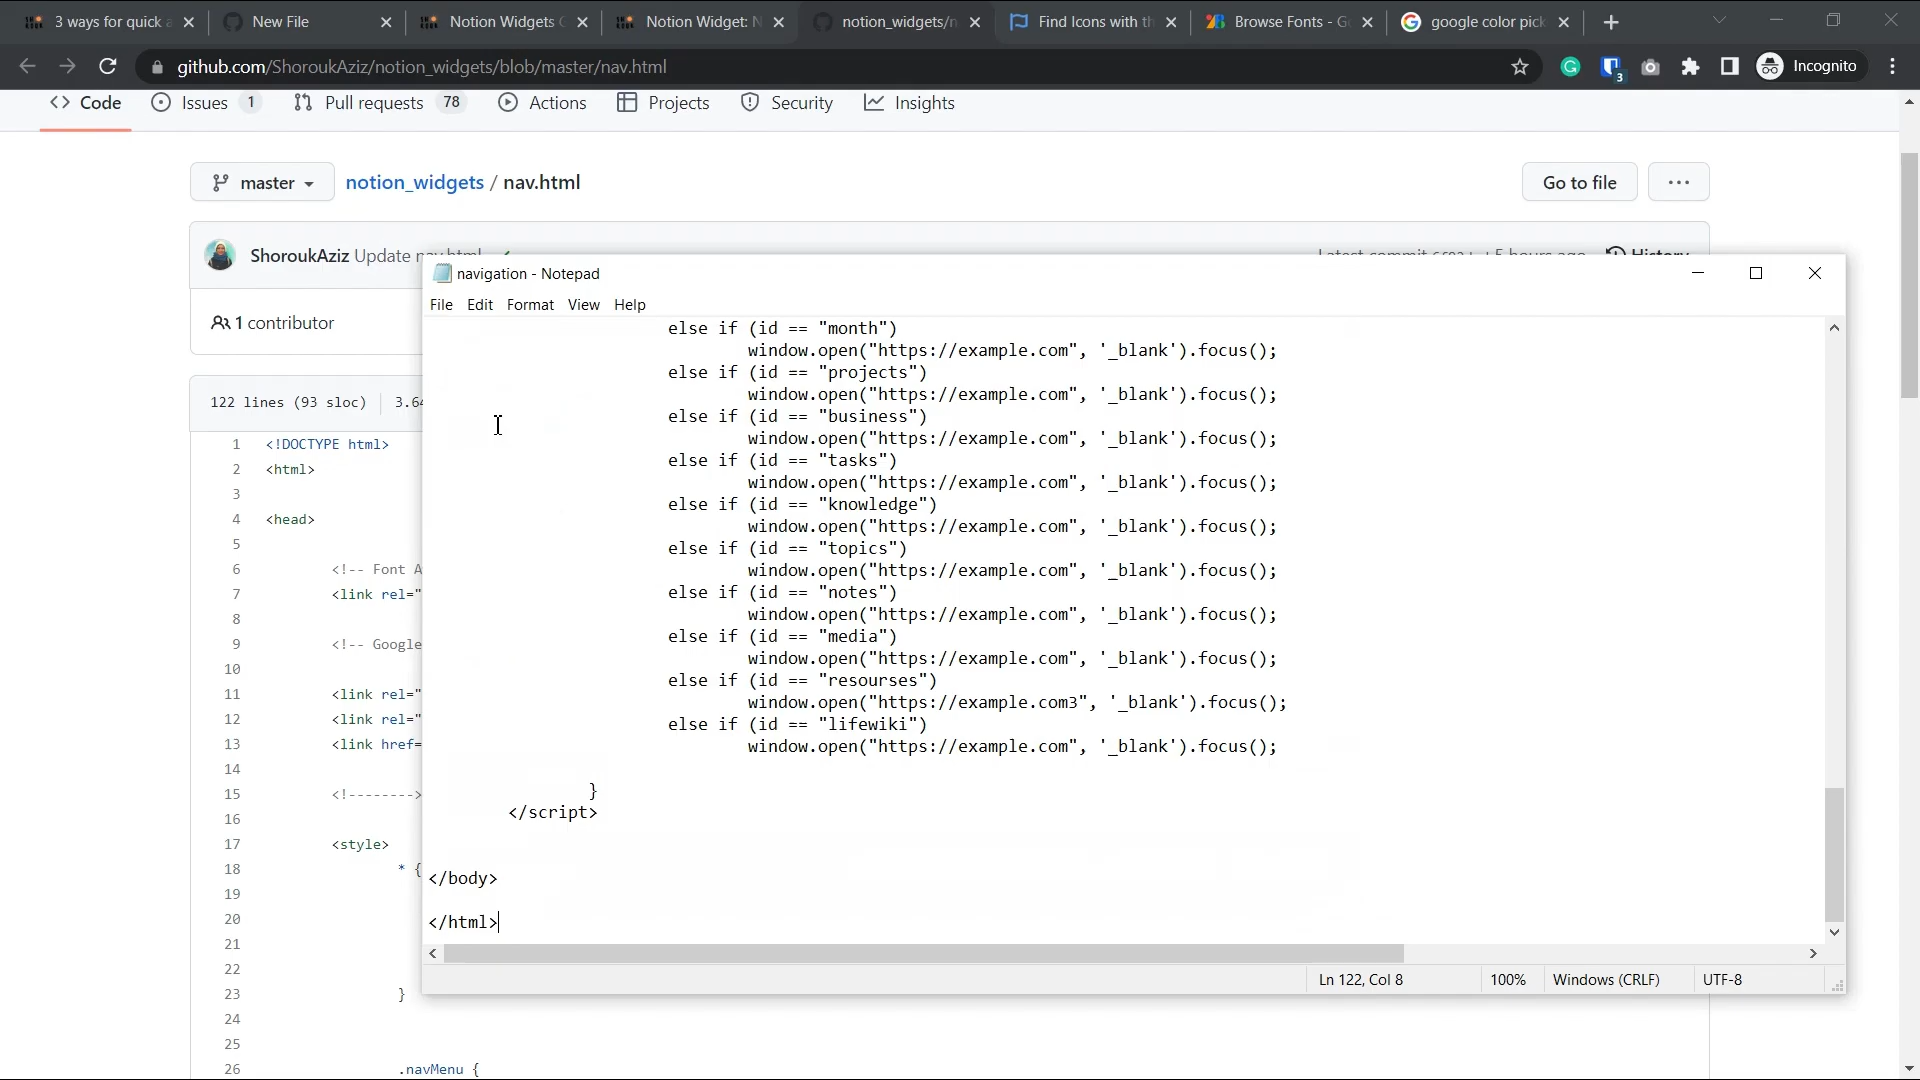 3 ways for quick a
New File
Notion Widgets
Notion Widget: N
notion_widgets/n
Find Icons with th
Browse Fonts - G
google color pick
github.com/ShoroukAziz/notion_widgets/blob/master/nav.html
3
Incognito
<> Code
Issues 1
Pull requests 78
Actions
Projects
Security
Insights
master
notion_widgets / nav.html
Go to file
...
ShoroukAziz Update nav.html
Latest commit
5 hours ago
History
1 contributor
122 lines (93 sloc)
1 <!DOCTYPE html>
2 <html>
3
4 <head>
5
6 <!-- Font A
7 <link rel="
8
9 <!-- Google
10
11 <link rel="
12 <link rel="
13 <link href=
14
15 <!-------->
16
17 <style>
18 * {
19
20
21
22
23 }
24
25
26 .navMenu {
navigation - Notepad
File Edit Format View Help
else if (id == "month")
window.open("https://example.com", '_blank').focus();
else if (id == "projects")
window.open("https://example.com", '_blank').focus();
else if (id == "business")
window.open("https://example.com", '_blank').focus();
else if (id == "tasks")
window.open("https://example.com", '_blank').focus();
else if (id == "knowledge")
window.open("https://example.com", '_blank').focus();
else if (id == "topics")
window.open("https://example.com", '_blank').focus();
else if (id == "notes")
window.open("https://example.com", '_blank').focus();
else if (id == "media")
window.open("https://example.com", '_blank').focus();
else if (id == "resourses")
window.open("https://example.com3", '_blank').focus();
else if (id == "lifewiki")
window.open("https://example.com", '_blank').focus();
}
</script>
</body>
</html>
Ln 122, Col 8
100%
Windows (CRLF)
UTF-8